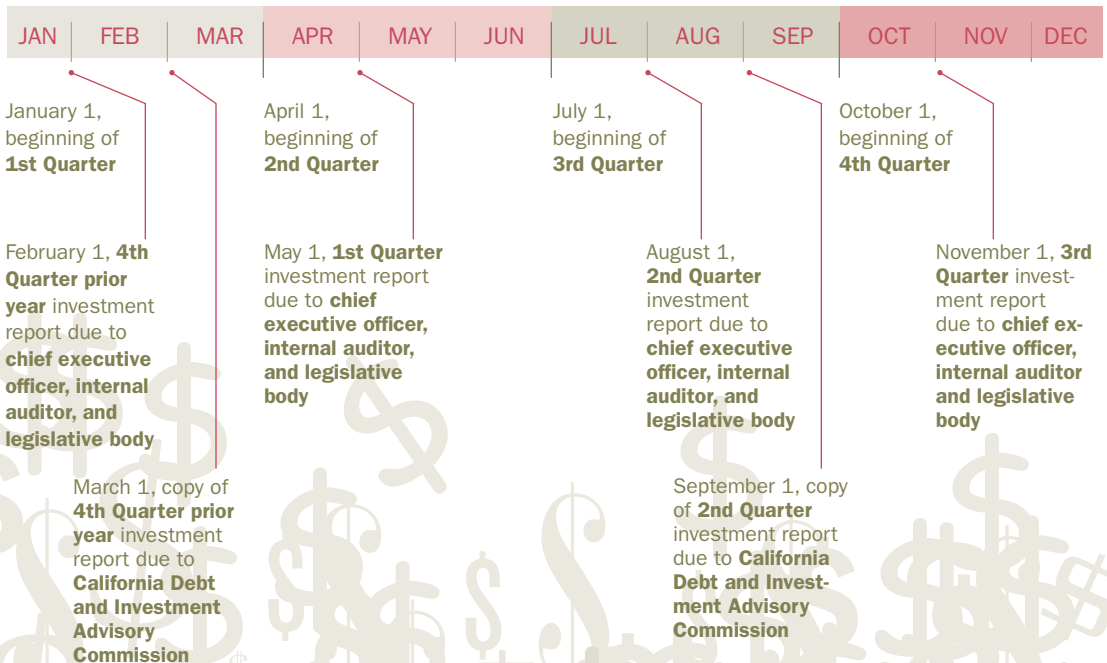 JAN FEB MAR APR MAY JUN JUL AUG SEP OCT NOV DEC
January 1,
beginning of
1st Quarter
April 1,
beginning of
2nd Quarter
July 1,
beginning of
3rd Quarter
October 1,
beginning of
4th Quarter
February 1, 4th
Quarter prior
year investment
report due to
chief executive
officer, internal
auditor, and
legislative body
May 1, 1st Quarter
investment report
due to chief
executive officer,
internal auditor,
and legislative
body
August 1,
2nd Quarter
investment
report due to
chief executive
officer, internal
auditor, and
legislative body
November 1, 3rd
Quarter invest-
ment report
due to chief ex-
ecutive officer,
internal auditor
and legislative
body
March 1, copy of
4th Quarter prior
year investment
report due to
California Debt
and Investment
Advisory
Commission
September 1, copy
of 2nd Quarter
investment report
due to California
Debt and Invest-
ment Advisory
Commission